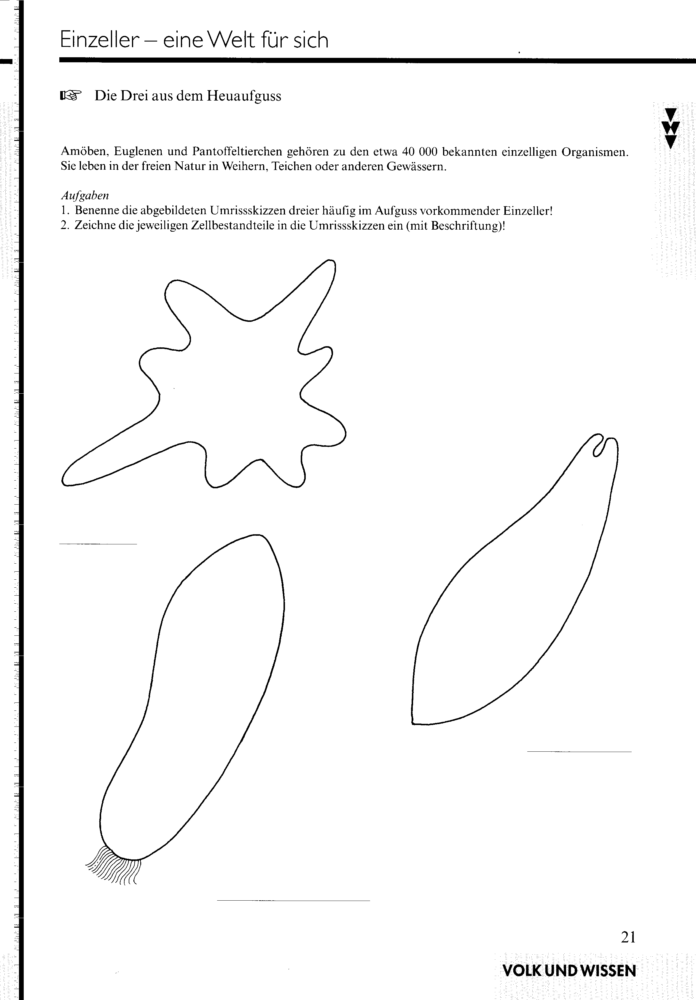 Einzeller – eine Welt für sich
Die Drei aus dem Heuaufguss
Amöben, Euglenen und Pantoffeltierchen gehören zu den etwa 40 000 bekannten einzelligen Organismen.
Sie leben in der freien Natur in Weihern, Teichen oder anderen Gewässern.
Aufgaben
1. Benenne die abgebildeten Umrissskizzen dreier häufig im Aufguss vorkommender Einzeller!
2. Zeichne die jeweiligen Zellbestandteile in die Umrissskizzen ein (mit Beschriftung)!
21
VOLK UND WISSEN